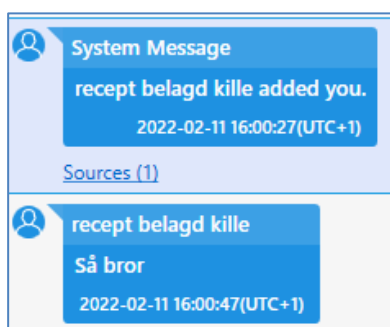 System Message
recept belagd kille added you.
2022-02-11 16:00:27(UTC+1)
Sources (1)
recept belagd kille
Så bror
2022-02-11 16:00:47(UTC+1)